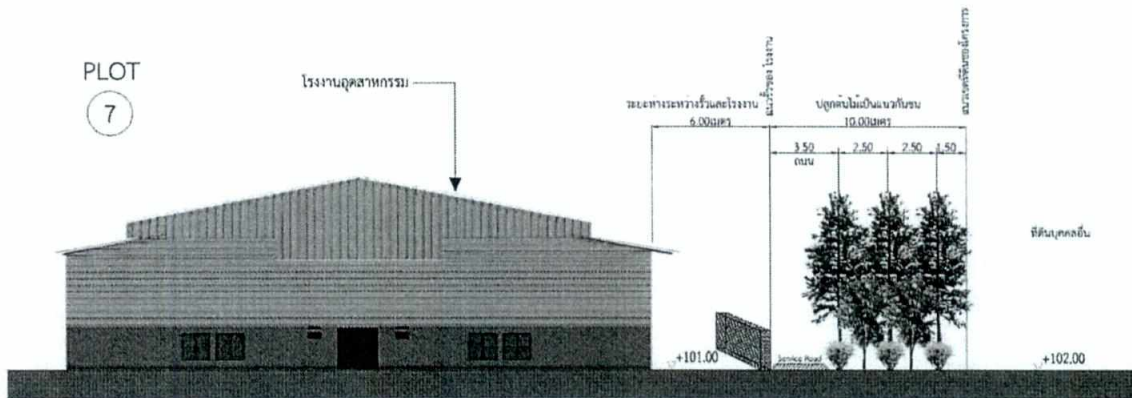 PLOT
7
โรงงานอุตสาหกรรม
ระยะห่างระหว่างรั้วและโรงงาน
6.00เมตร
แนวรั้วของ โรงงาน
ปลูกต้นไม้เป็นแนวกันชน
10.00เมตร
แนวเขตที่ดินของโครงการ
3.50
ถนน
2.50
2.50
1.50
ที่ดินบุคคลอื่น
+101.00
Service Road
+102.00